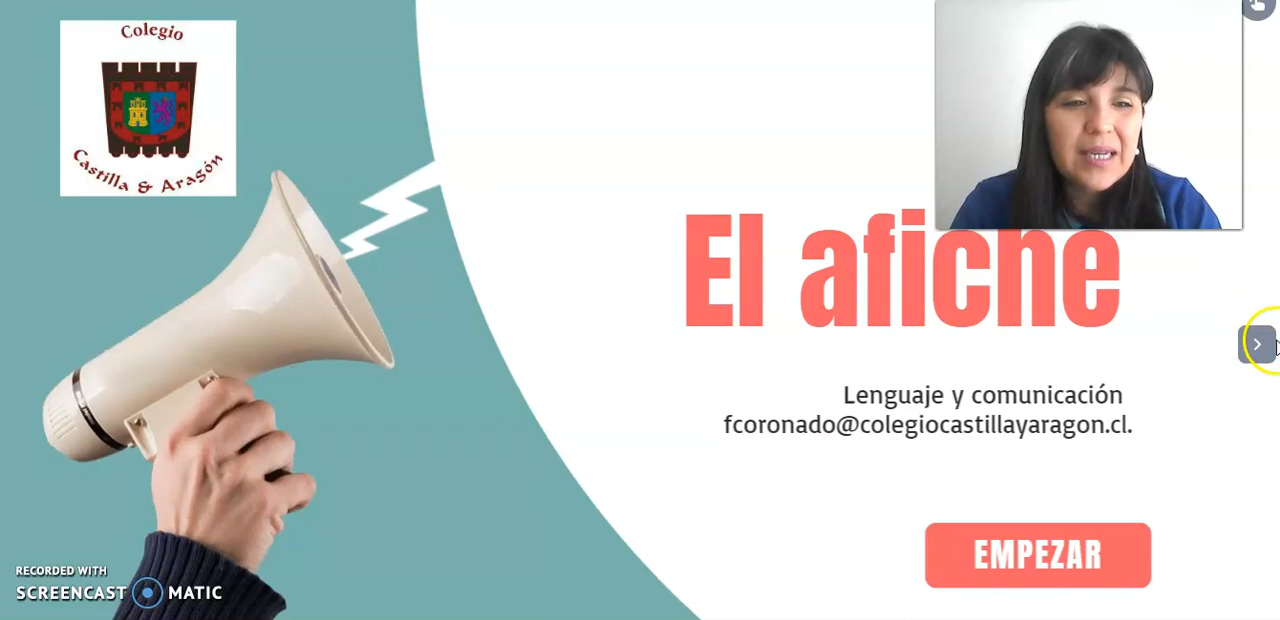 Colegio
Castilla & Aragón
El afiche
Lenguaje y comunicación
fcoronado@colegiocastillayaragon.cl.
EMPEZAR
RECORDED WITH
SCREENCAST MATIC